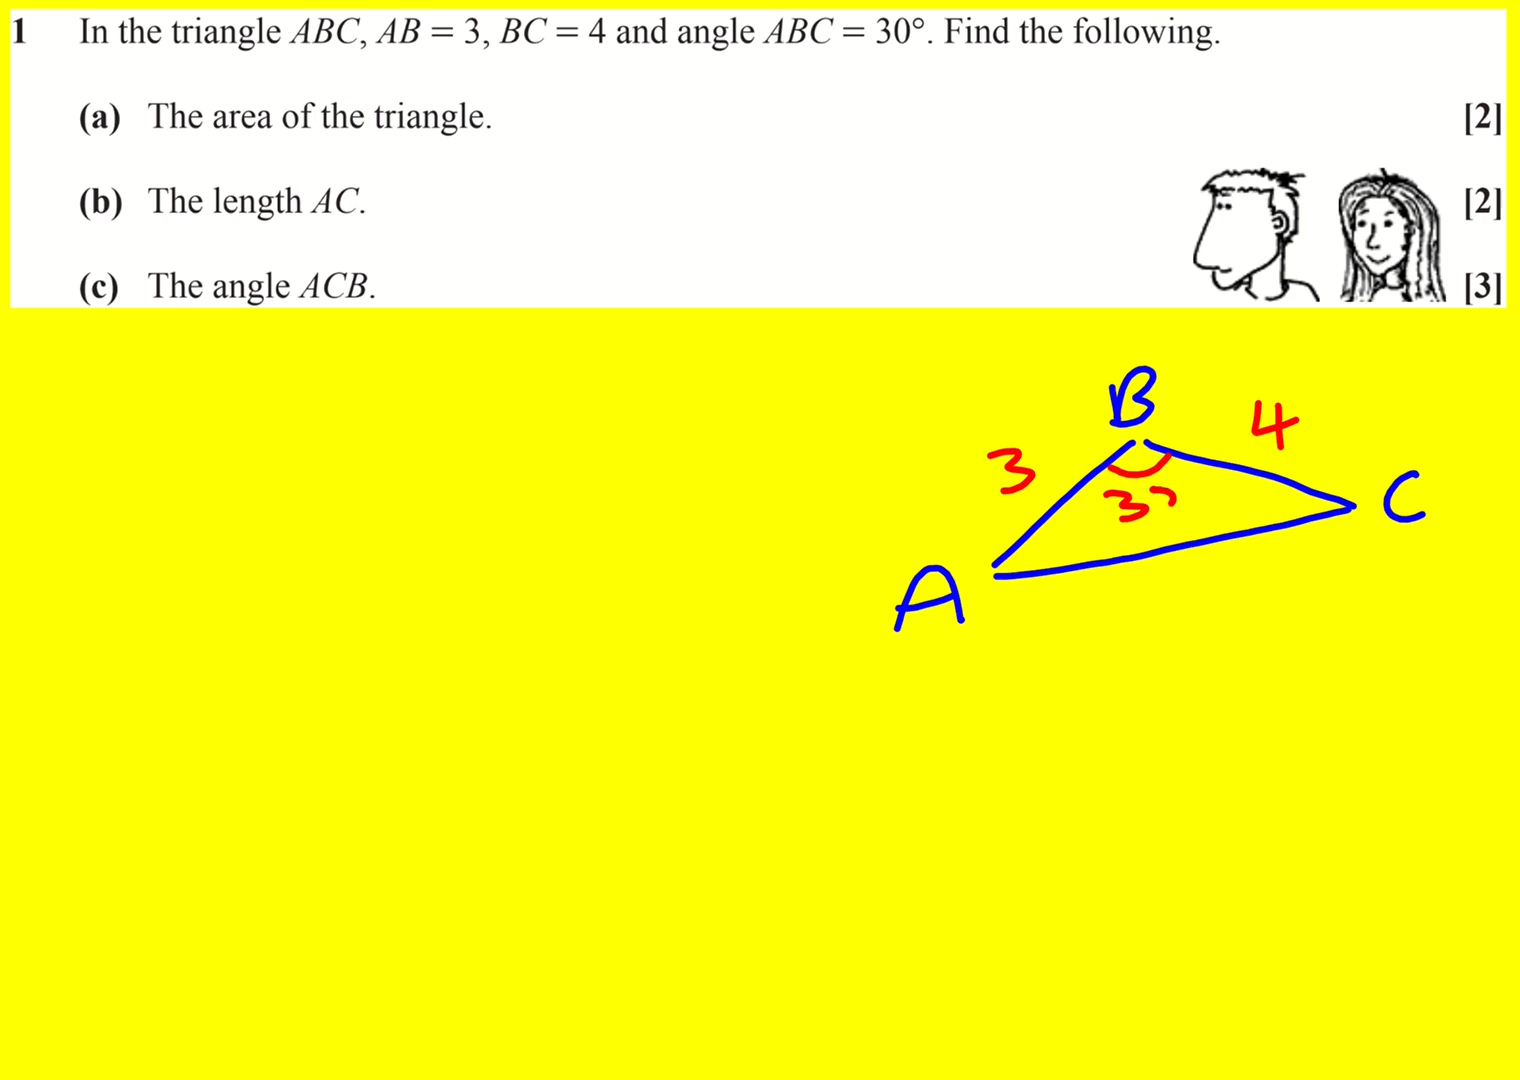 1 In the triangle ABC, AB = 3, BC = 4 and angle ABC = 30°. Find the following.
(a) The area of the triangle. [2]
(b) The length AC. [2]
(c) The angle ACB. [3]
B
4
3
C
A